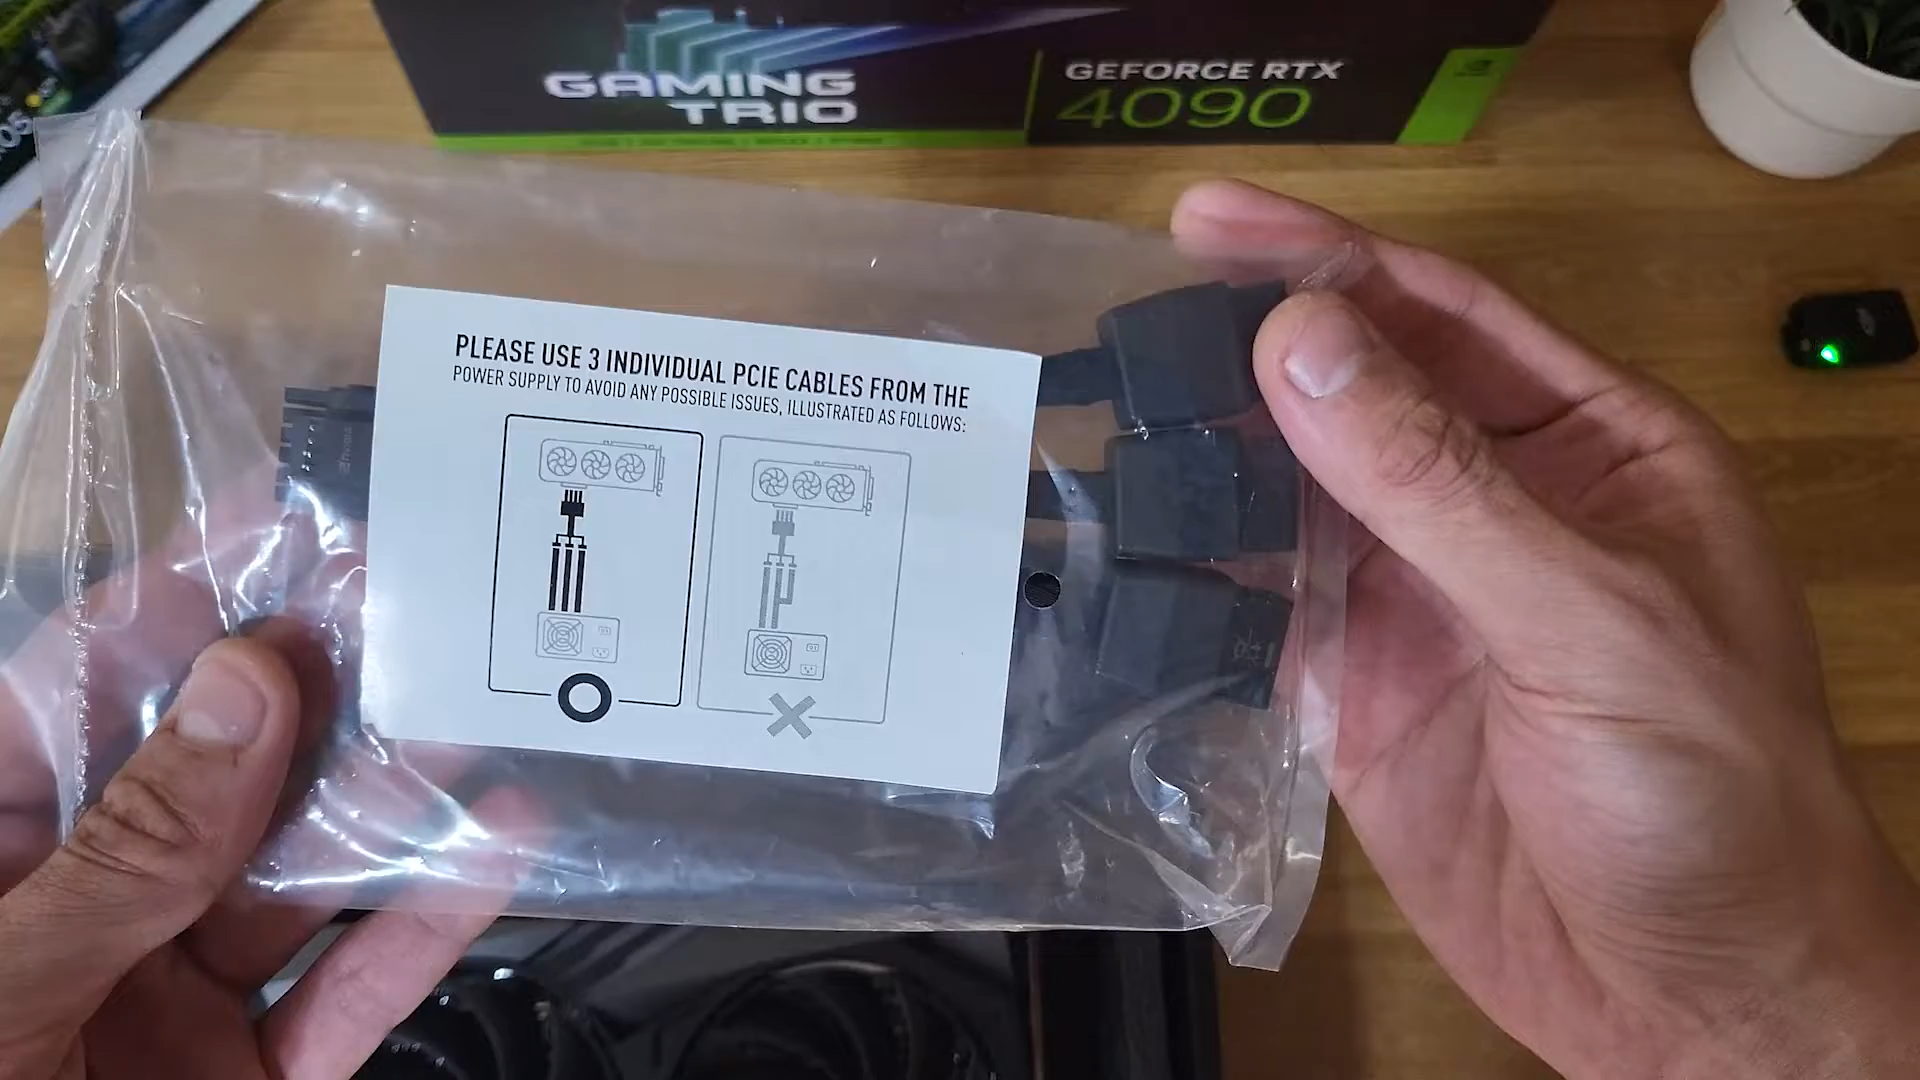 GAMING
TRIO
GEFORCE RTX
4090
PLEASE USE 3 INDIVIDUAL PCIE CABLES FROM THE
POWER SUPPLY TO AVOID ANY POSSIBLE ISSUES, ILLUSTRATED AS FOLLOWS: